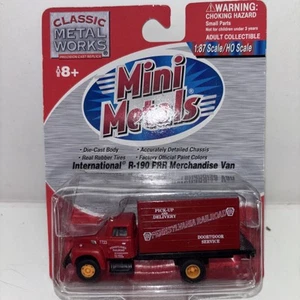 CLASSIC
METAL
WORKS
8+
WARNING:
CHOKING HAZARD
Small Parts
Not for children under 3 years
ADULT COLLECTIBLE
1:87 Scale/HO Scale
Mini
Metals
•Die-Cast Body
•Real Rubber Tires
•Accurately Detailed Chassis
•Factory Official Paint Colors
International R-190 PRR Merchandise Van
PICK-UP
AND
DELIVERY
PENNSYLVANIA RAILROAD
DOOR TO DOOR
SERVICE